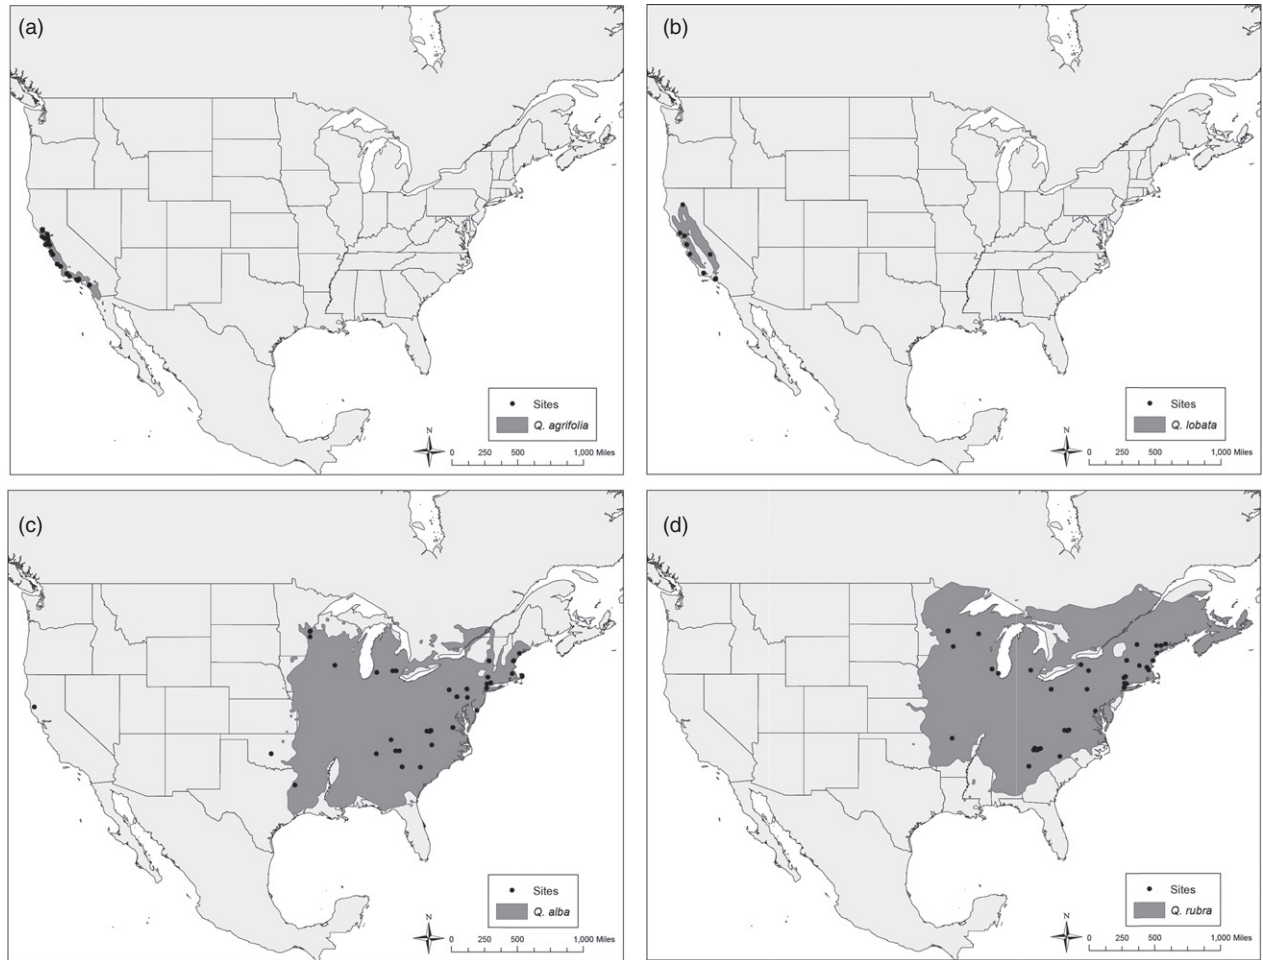 (a)
N
Sites
Q. agrifolia
0 250 500 1,000 Miles
(b)
N
Sites
Q. lobata
0 250 500 1,000 Miles
(c)
N
Sites
Q. alba
0 250 500 1,000 Miles
(d)
N
Sites
Q. rubra
0 250 500 1,000 Miles